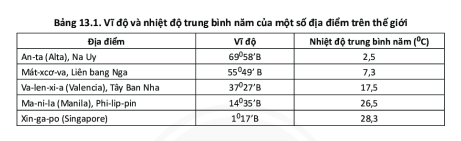 Bảng 13.1. Vĩ độ và nhiệt độ trung bình năm của một số địa điểm trên thế giới
Địa điểm Vĩ độ Nhiệt độ trung bình năm (⁰C)
An-ta (Alta), Na Uy 69⁰58'B 2,5
Mát-xcơ-va, Liên bang Nga 55⁰49' B 7,3
Va-len-xi-a (Valencia), Tây Ban Nha 37⁰27'B 17,5
Ma-ni-la (Manila), Phi-lip-pin 14⁰35'B 26,5
Xin-ga-po (Singapore) 1⁰17'B 28,3